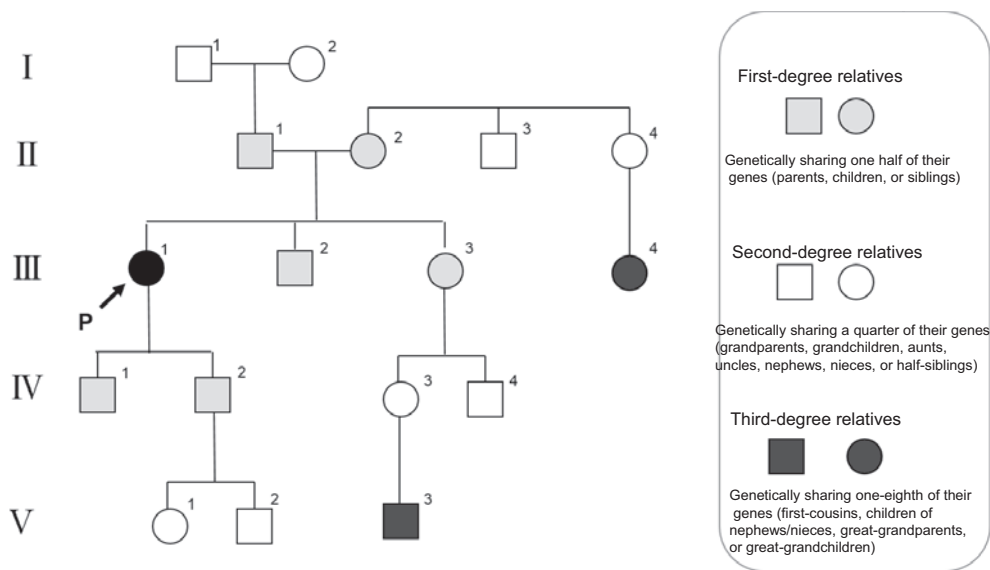 I
1
2
II
1
2
3
4
III
1
2
3
4
P
IV
1
2
3
4
V
1
2
3
First-degree relatives
Genetically sharing one half of their
genes (parents, children, or siblings)
Second-degree relatives
Genetically sharing a quarter of their genes
(grandparents, grandchildren, aunts,
uncles, nephews, nieces, or half-siblings)
Third-degree relatives
Genetically sharing one-eighth of their
genes (first-cousins, children of
nephews/nieces, great-grandparents,
or great-grandchildren)